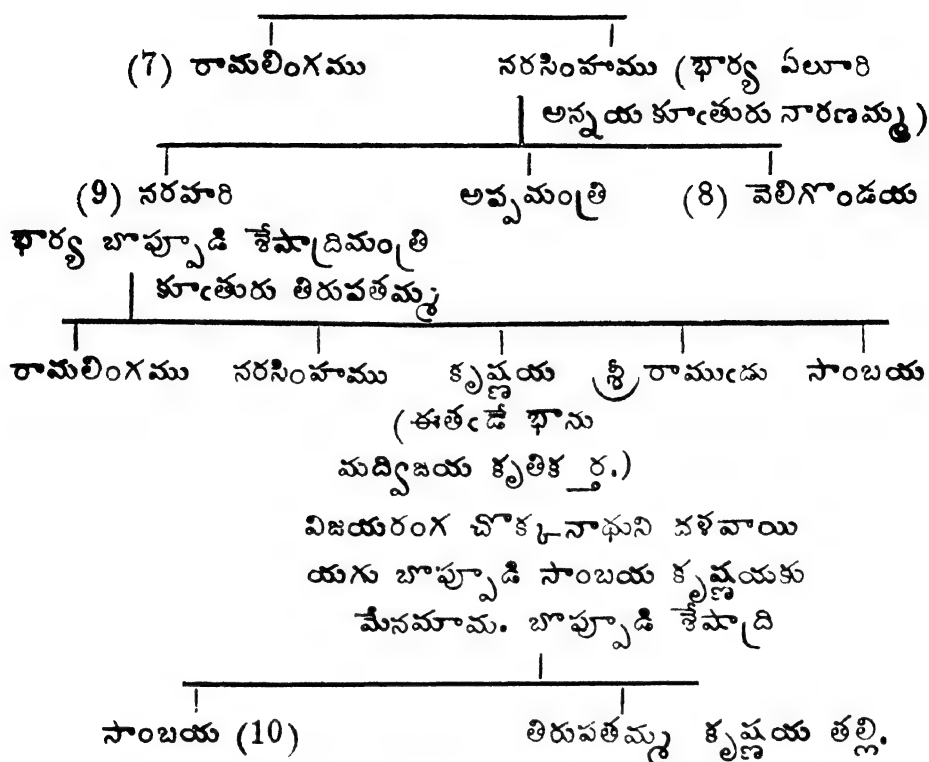 (7) రామలింగము నరసింహము (భార్య ఏలూరి
అన్నయ కూఁతురు నారణమ్మ)
(9) నరహరి అప్పమంత్రి (8) వెలిగొండయ
భార్య బొప్పూడి శేషాద్రిమంత్రి
కూఁతురు తిరుపతమ్మ
రామలింగము నరసింహము కృష్ణయ శ్రీరాముఁడు సాంబయ
(ఈతఁడే భాను
మద్విజయ కృతికర్త.)
విజయరంగ చొక్కనాథుని దళవాయి
యగు బొప్పూడి సాంబయ కృష్ణయకు
మేనమామ. బొప్పూడి శేషాద్రి
సాంబయ (10) తిరుపతమ్మ కృష్ణయ తల్లి.